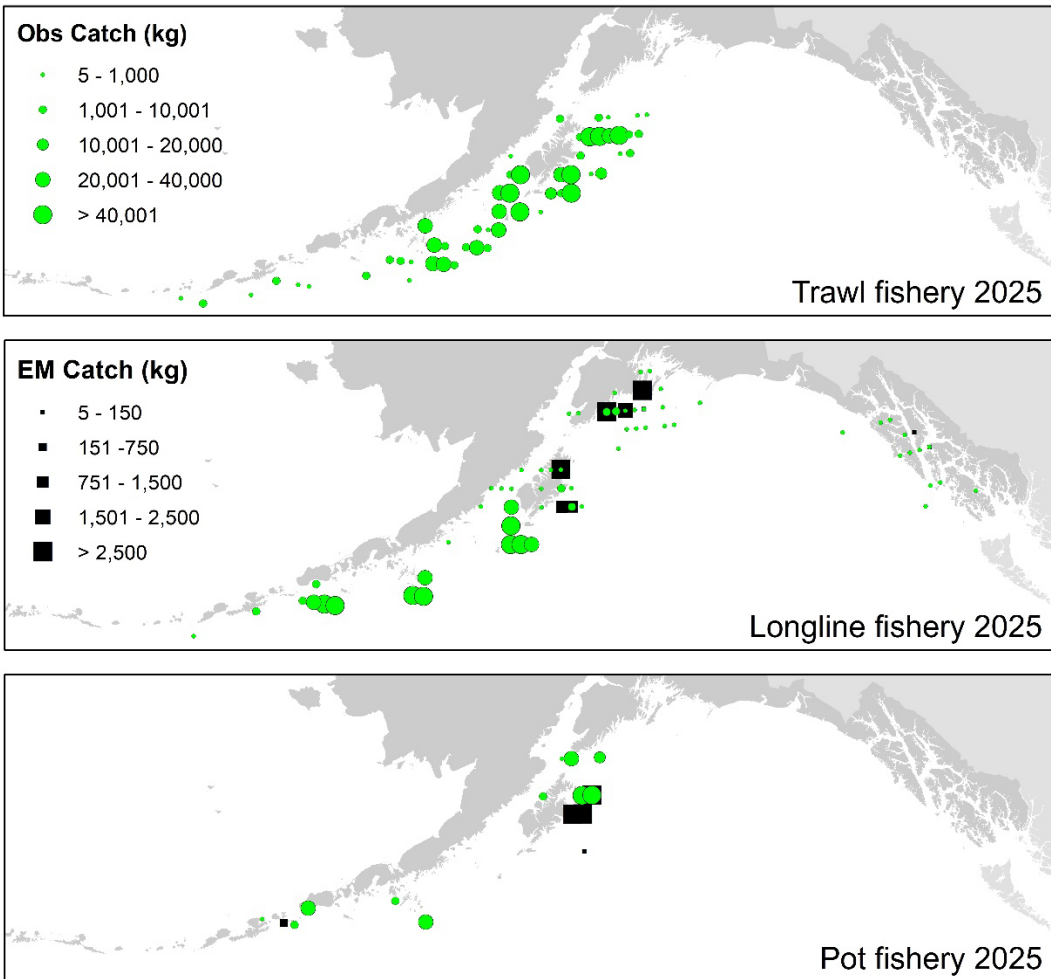 Obs Catch (kg)
5 - 1,000
1,001 - 10,001
10,001 - 20,000
20,001 - 40,000
> 40,001
Trawl fishery 2025
EM Catch (kg)
5 - 150
151 -750
751 - 1,500
1,501 - 2,500
> 2,500
Longline fishery 2025
Pot fishery 2025